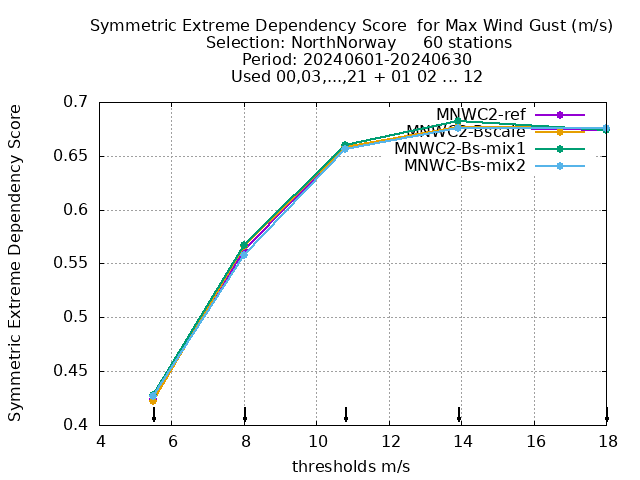 Symmetric Extreme Dependency Score for Max Wind Gust (m/s)
Selection: NorthNorway 60 stations
Period: 20240601-20240630
Used 00,03,...,21 + 01 02 ... 12
Symmetric Extreme Dependency Score
0.7
0.65
0.6
0.55
0.5
0.45
0.4
MNWC2-ref
MNWC2-Bscale
MNWC2-Bs-mix1
MNWC-Bs-mix2
4 6 8 10 12 14 16 18
thresholds m/s